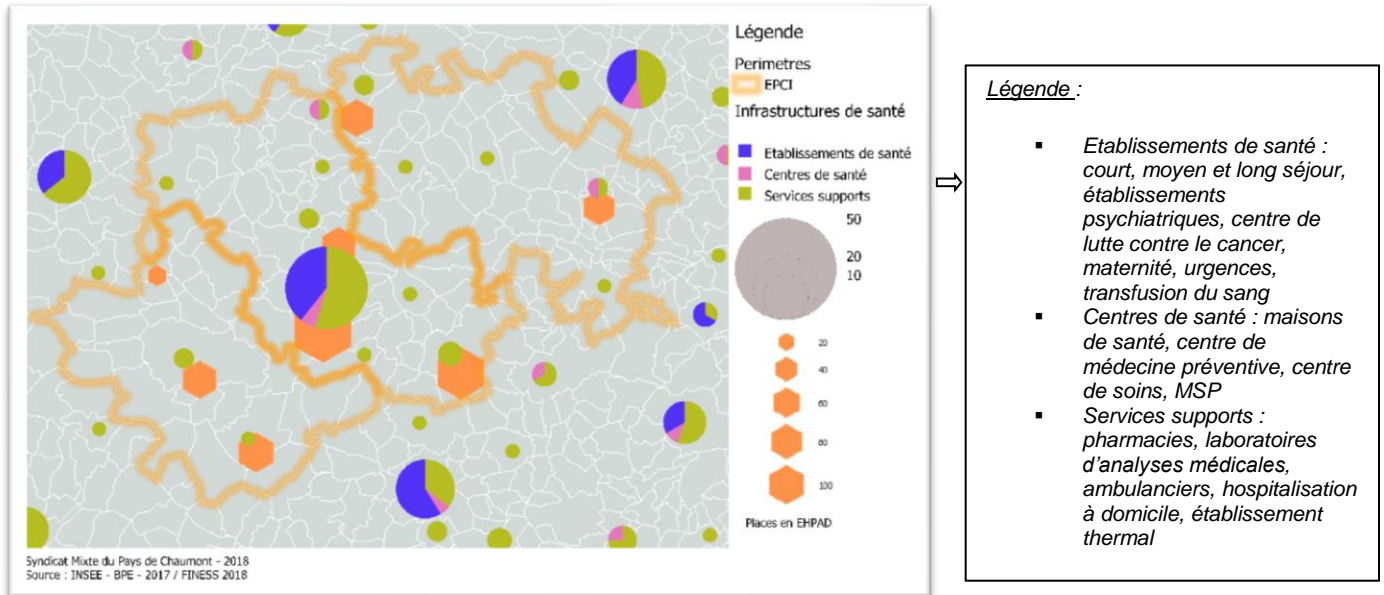 Légende
Perimetres
EPCI
Infrastructures de santé
Etablissements de santé
Centres de santé
Services supports
50
20
10
20
40
60
80
100
Places en EHPAD
Syndicat Mixte du Pays de Chaumont - 2018
Source : INSEE - BPE - 2017 / FINESS 2018
⇨
Légende :
▪ Etablissements de santé :
court, moyen et long séjour,
établissements
psychiatriques, centre de
lutte contre le cancer,
maternité, urgences,
transfusion du sang
▪ Centres de santé : maisons
de santé, centre de
médecine préventive, centre
de soins, MSP
▪ Services supports :
pharmacies, laboratoires
d'analyses médicales,
ambulanciers, hospitalisation
à domicile, établissement
thermal